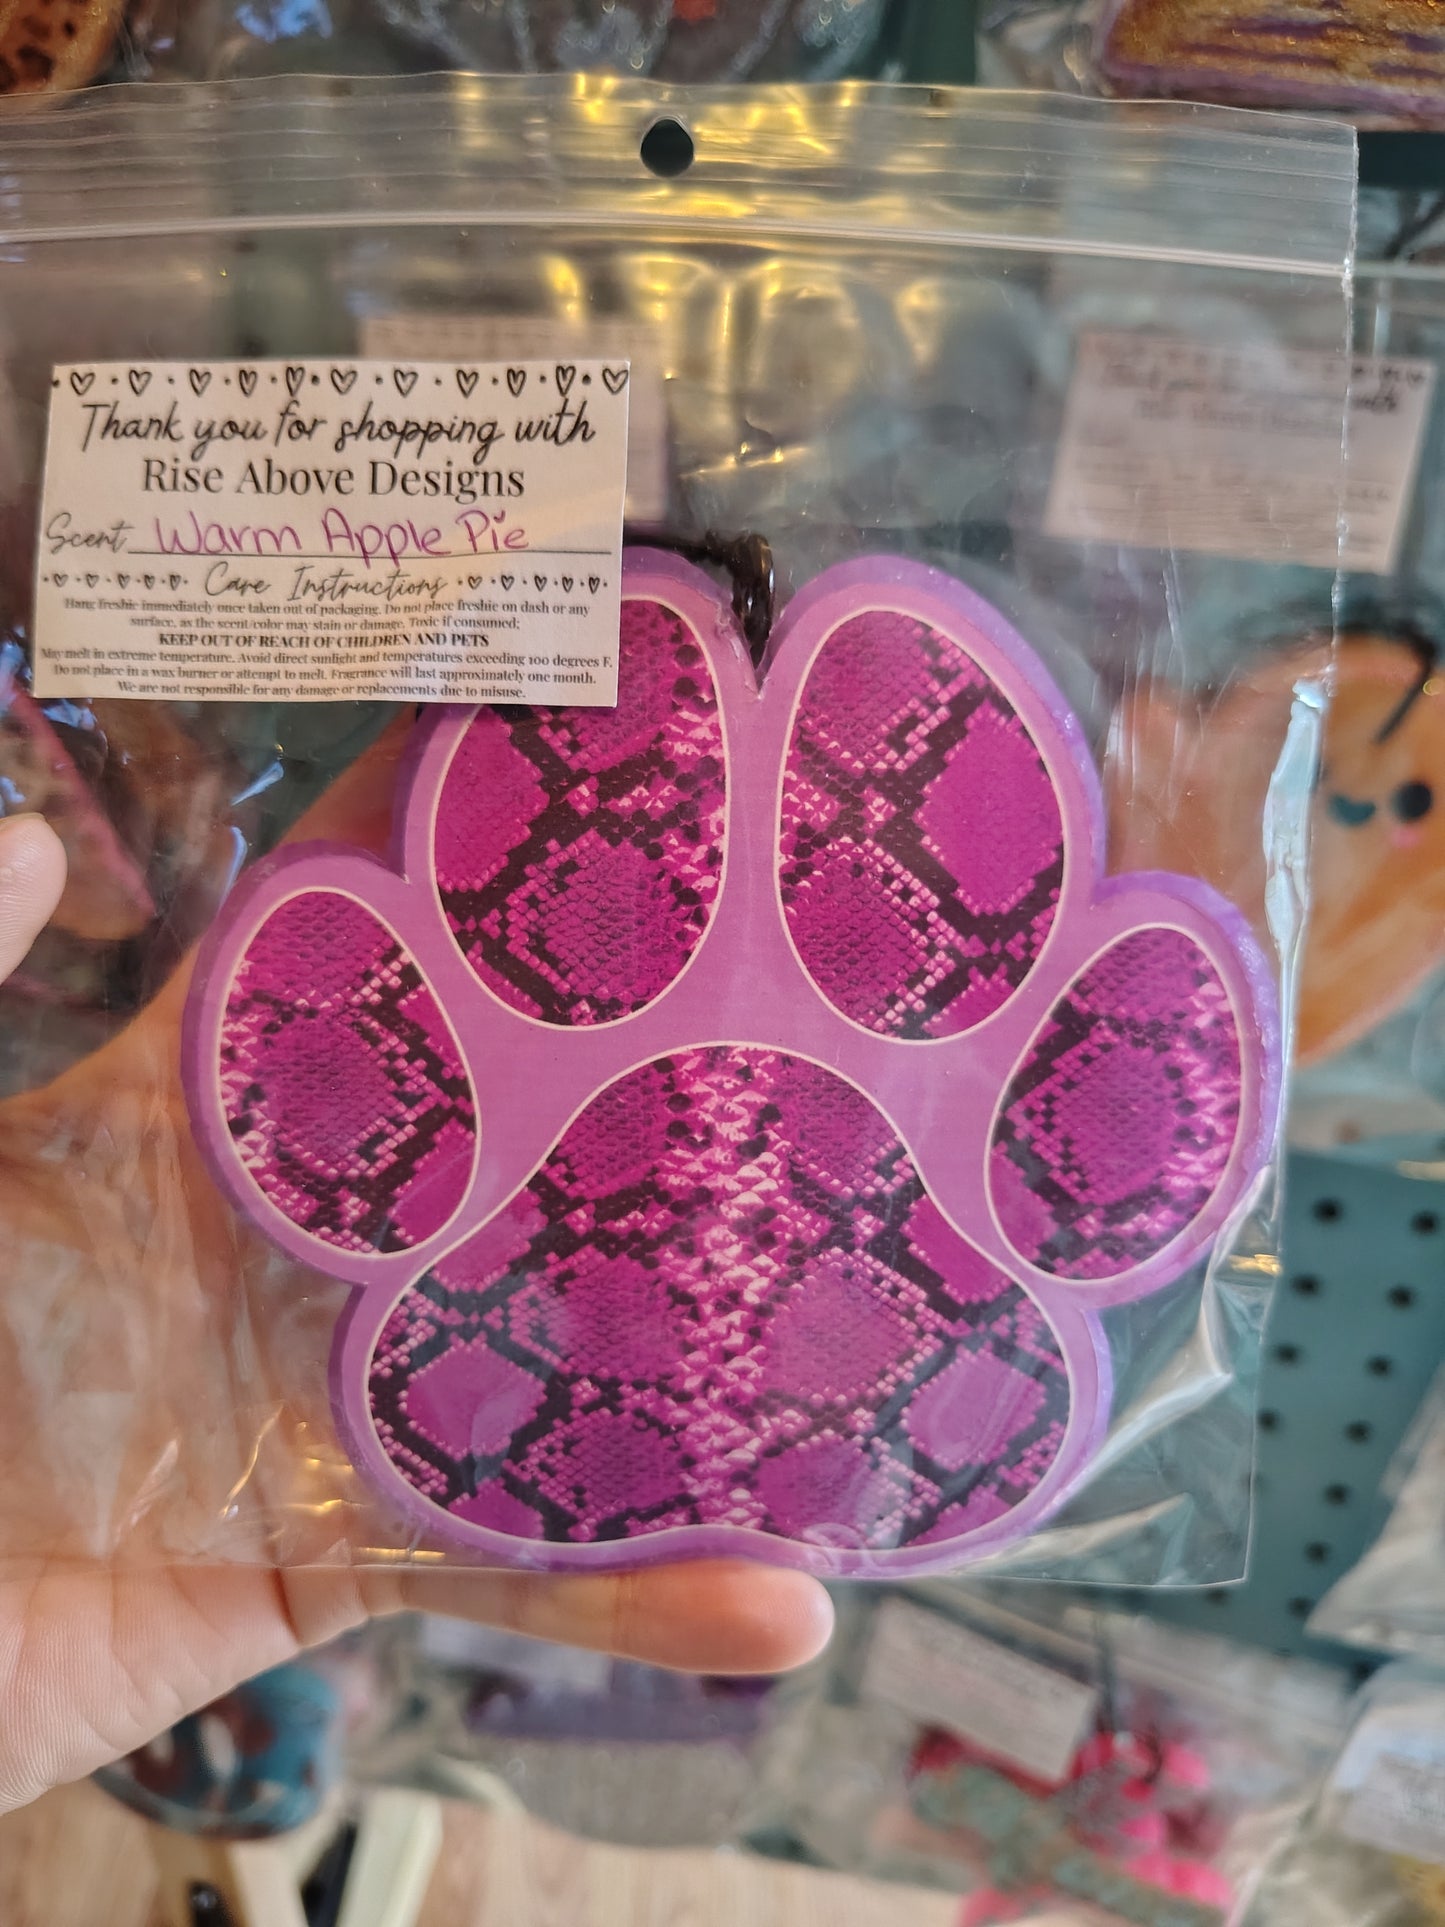 Thank you for shopping with
Rise Above Designs
Scent Warm Apple Pie
Care Instructions
Hang freshie immediately once taken out of packaging. Do not place freshie on dash or any
surface, as the scent/color may stain or damage. Toxic if consumed;
KEEP OUT OF REACH OF CHILDREN AND PETS
May melt in extreme temperature. Avoid direct sunlight and temperatures exceeding 100 degrees F.
Do not place in a wax burner or attempt to melt. Fragrance will last approximately one month.
We are not responsible for any damage or replacements due to misuse.